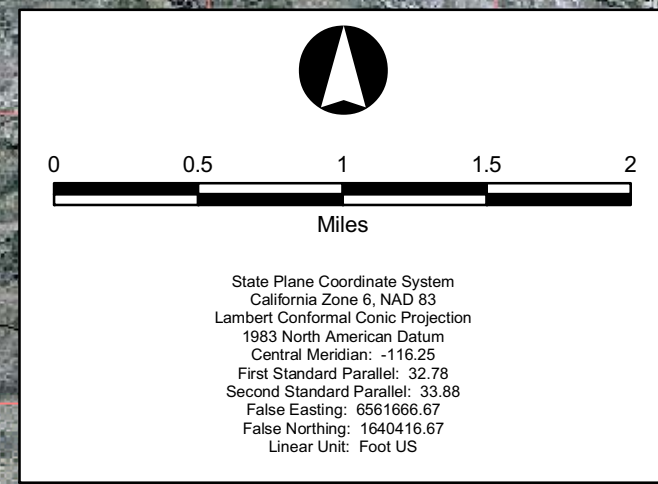 0 0.5 1 1.5 2
Miles
State Plane Coordinate System
California Zone 6, NAD 83
Lambert Conformal Conic Projection
1983 North American Datum
Central Meridian: -116.25
First Standard Parallel: 32.78
Second Standard Parallel: 33.88
False Easting: 6561666.67
False Northing: 1640416.67
Linear Unit: Foot US